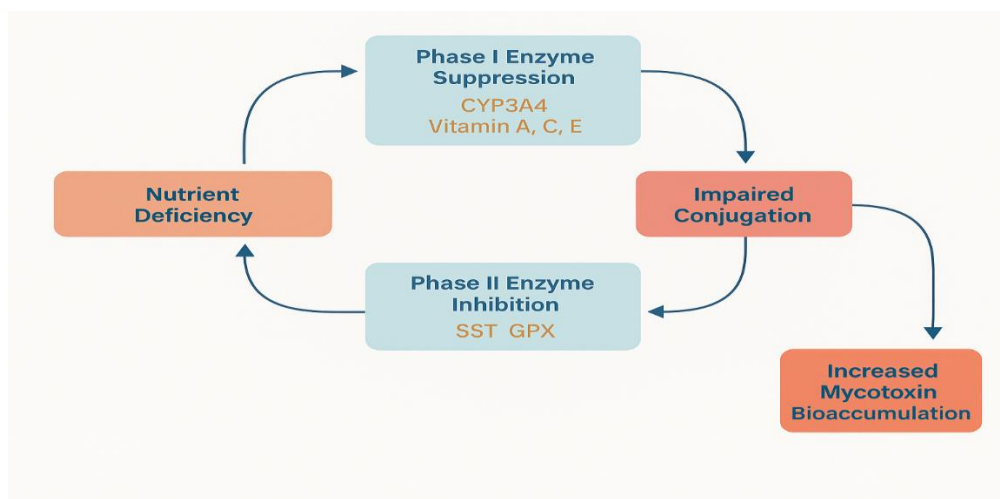 Phase I Enzyme
Suppression
CYP3A4
Vitamin A, C, E
Nutrient
Deficiency
Impaired
Conjugation
Phase II Enzyme
Inhibition
SST GPX
Increased
Mycotoxin
Bioaccumulation